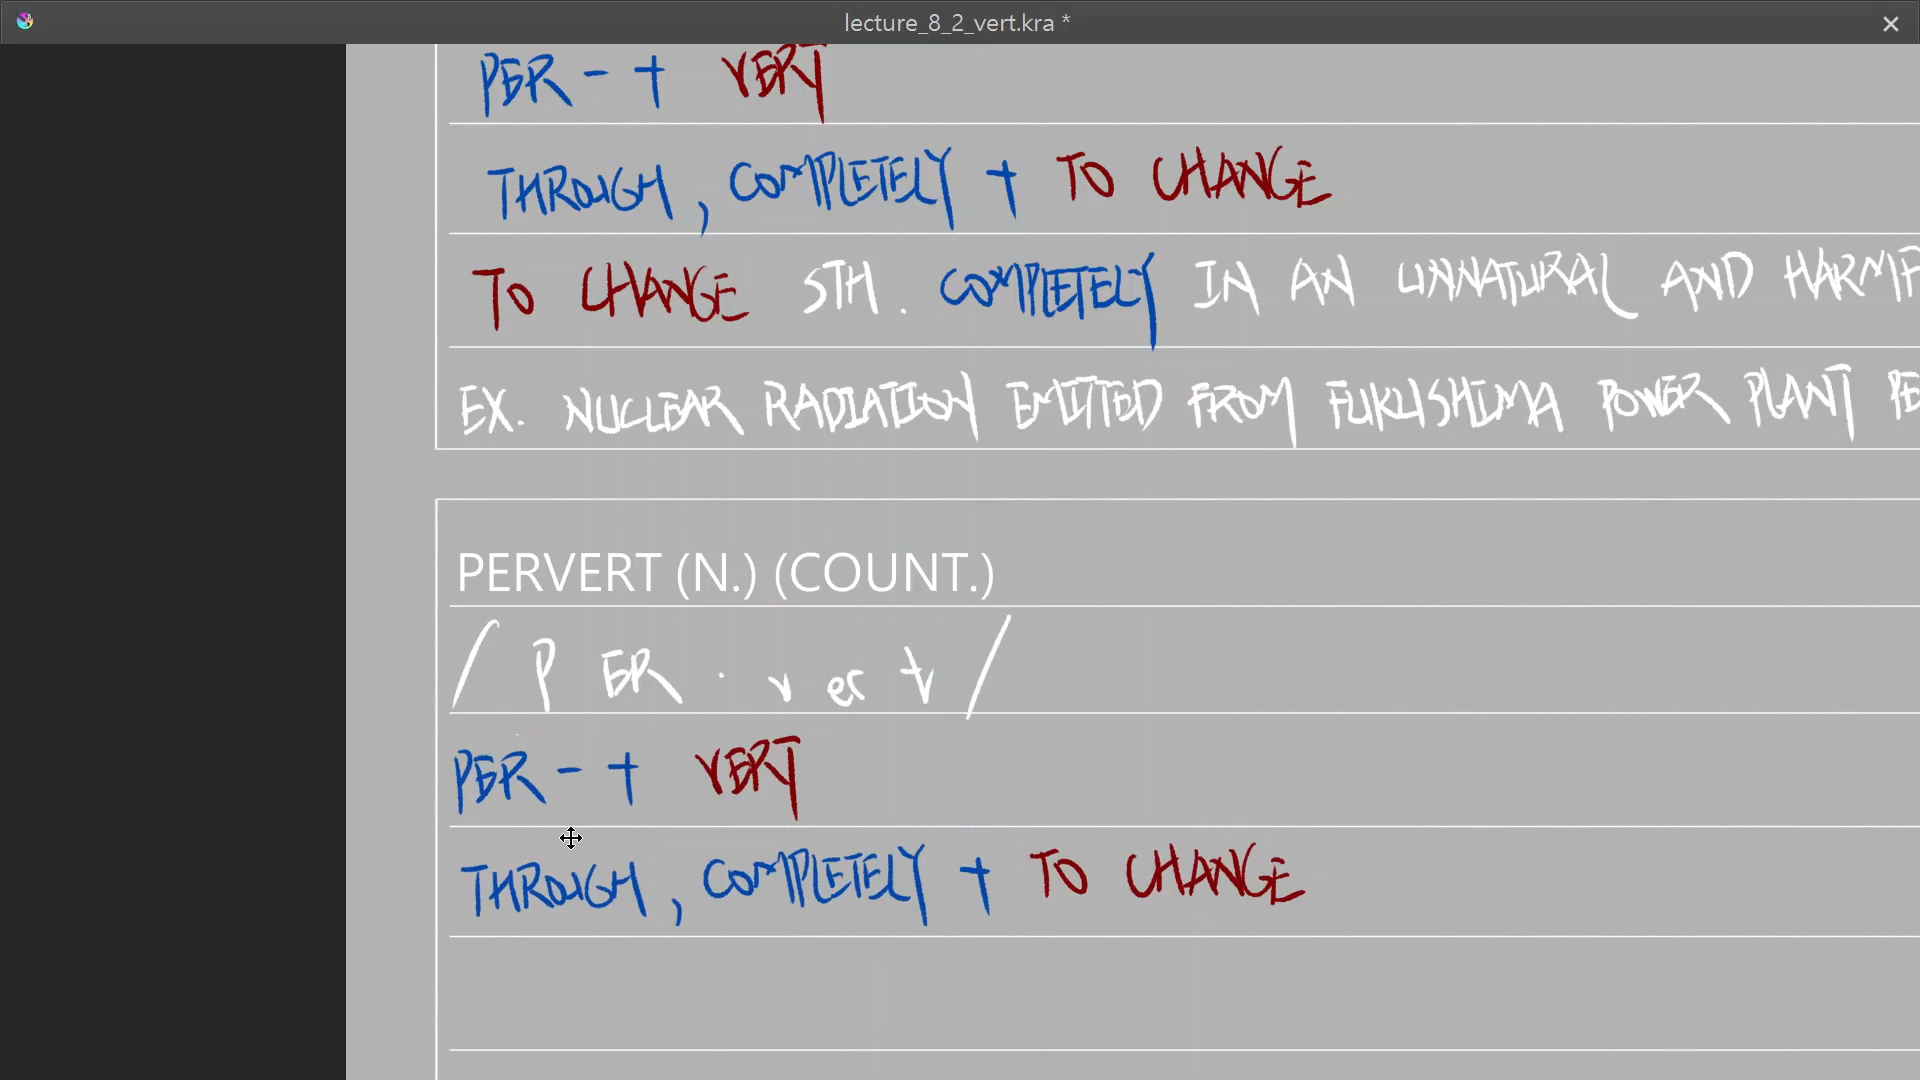 lecture_8_2_vert.kra *
PER - + VERT
THROUGH, COMPLETELY + TO CHANGE
TO CHANGE STH. COMPLETELY IN AN UNNATURAL AND
EX. NUCLEAR RADIATION EMITTED FROM FUKUSHIMA POWER PLANT
PERVERT (N.) (COUNT.)
/ P ER · v er t /
PER - + VERT
THROUGH, COMPLETELY + TO CHANGE